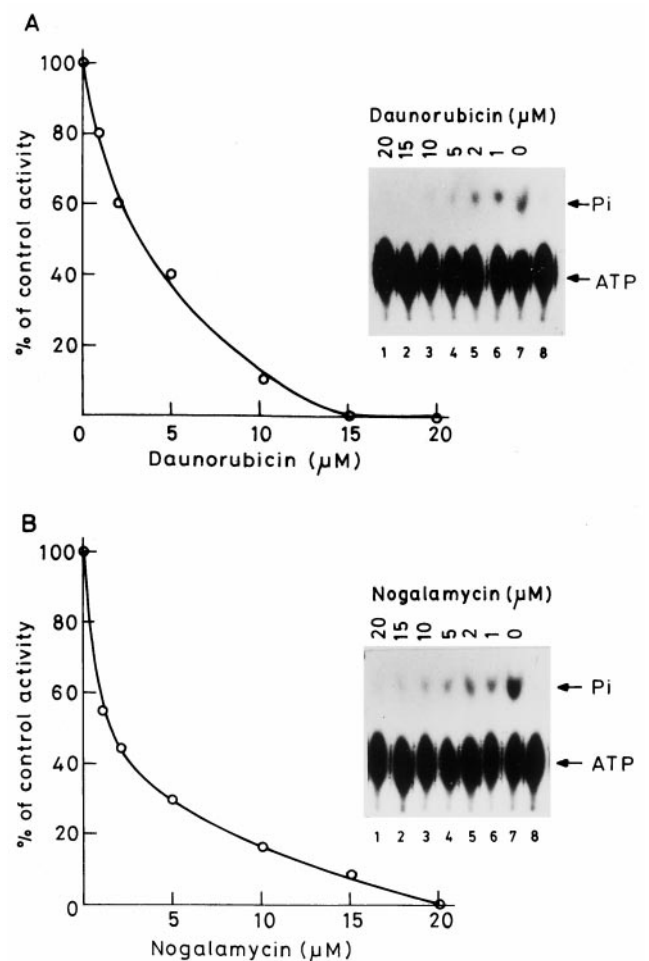 A
% of control activity
100
80
60
40
20
0
5
10
15
20
Daunorubicin (µM)
Daunorubicin (µM)
20 15 10 5 2 1 0
Pi
ATP
1 2 3 4 5 6 7 8
B
% of control activity
100
80
60
40
20
0
5
10
15
20
Nogalamycin (µM)
Nogalamycin (µM)
20 15 10 5 2 1 0
Pi
ATP
1 2 3 4 5 6 7 8